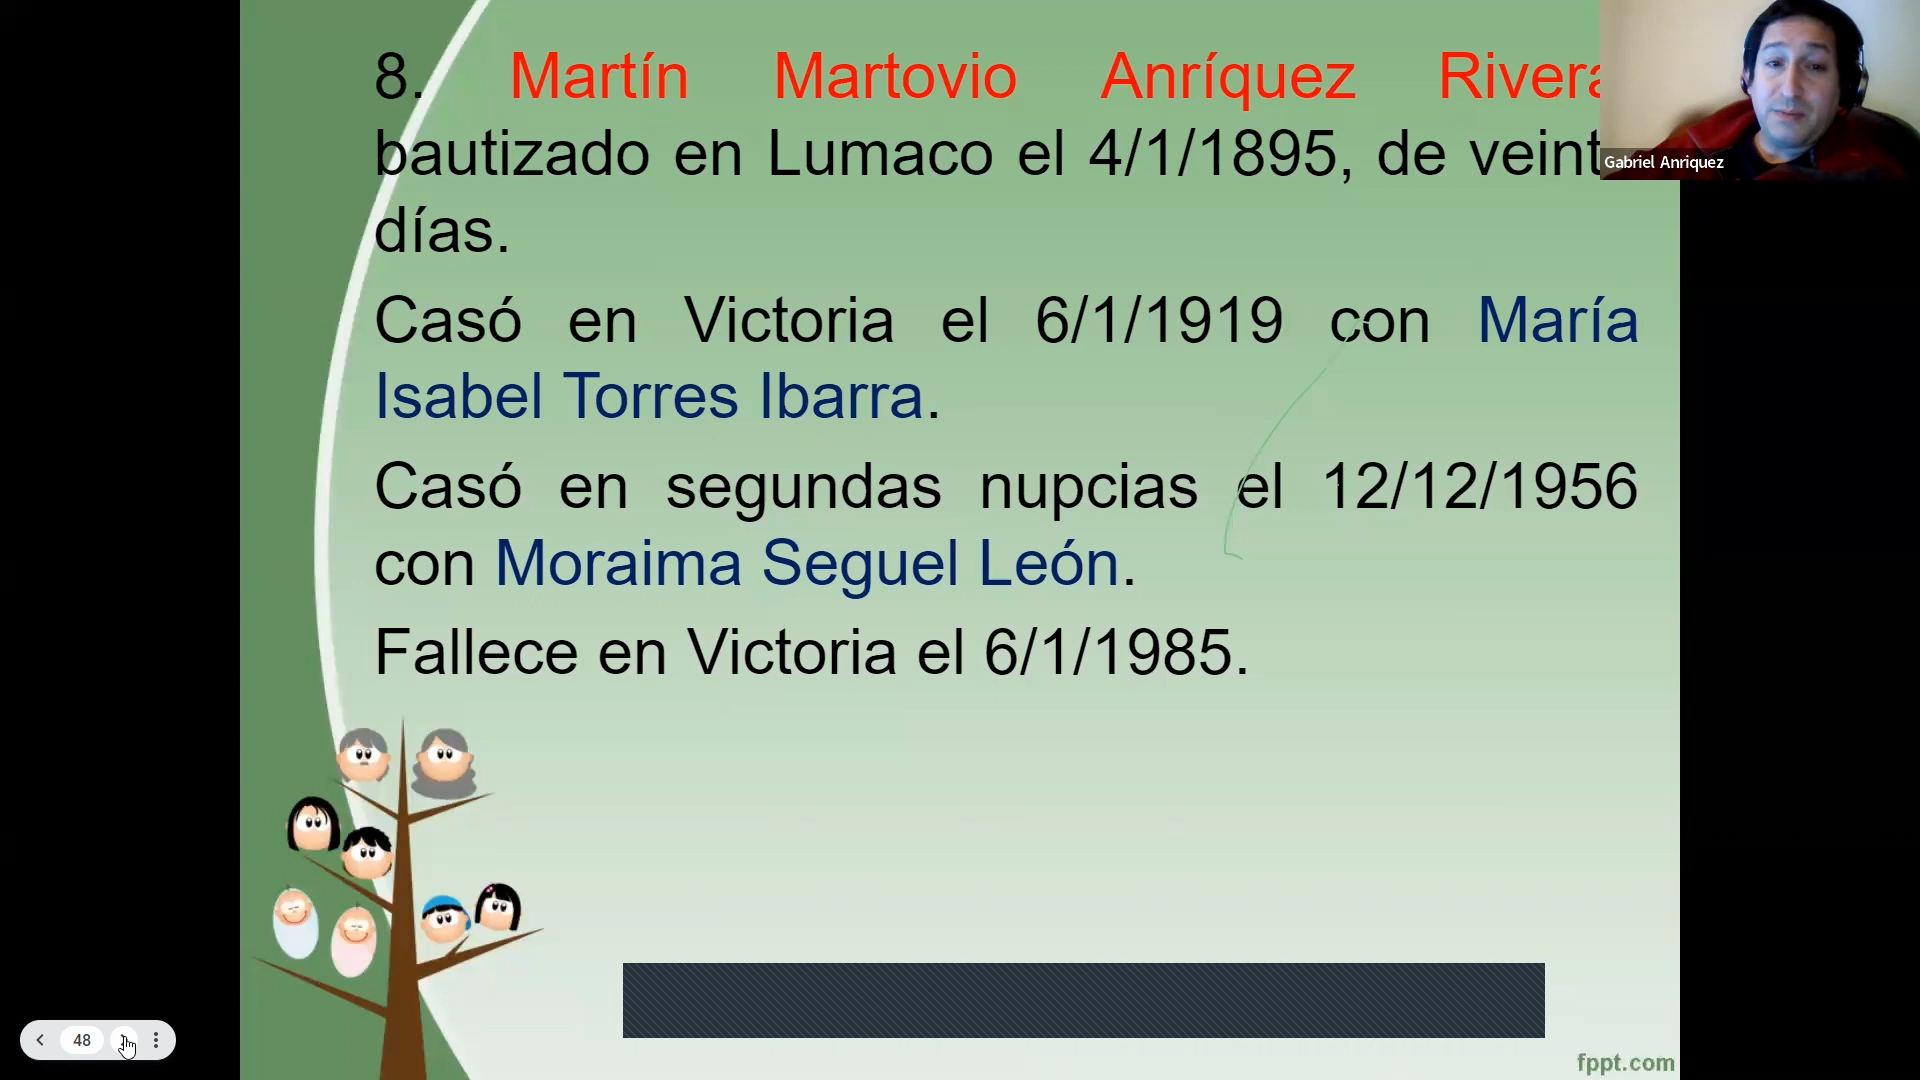 8. Martín Martovio Anríquez Rivera
bautizado en Lumaco el 4/1/1895, de
días.
Casó en Victoria el 6/1/1919 con María
Isabel Torres Ibarra.
Casó en segundas nupcias el 12/12/1956
con Moraima Seguel León.
Fallece en Victoria el 6/1/1985.
Gabriel Anriquez
48
fppt.com